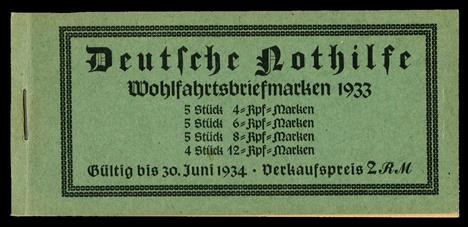 Deutsche Nothilfe
Wohlfahrtsbriefmarken 1933
5 Stück 4=Rpf=Marken
5 Stück 6=Rpf=Marken
5 Stück 8=Rpf=Marken
4 Stück 12=Rpf=Marken
Gültig bis 30. Juni 1934 · Verkaufspreis 2 RM